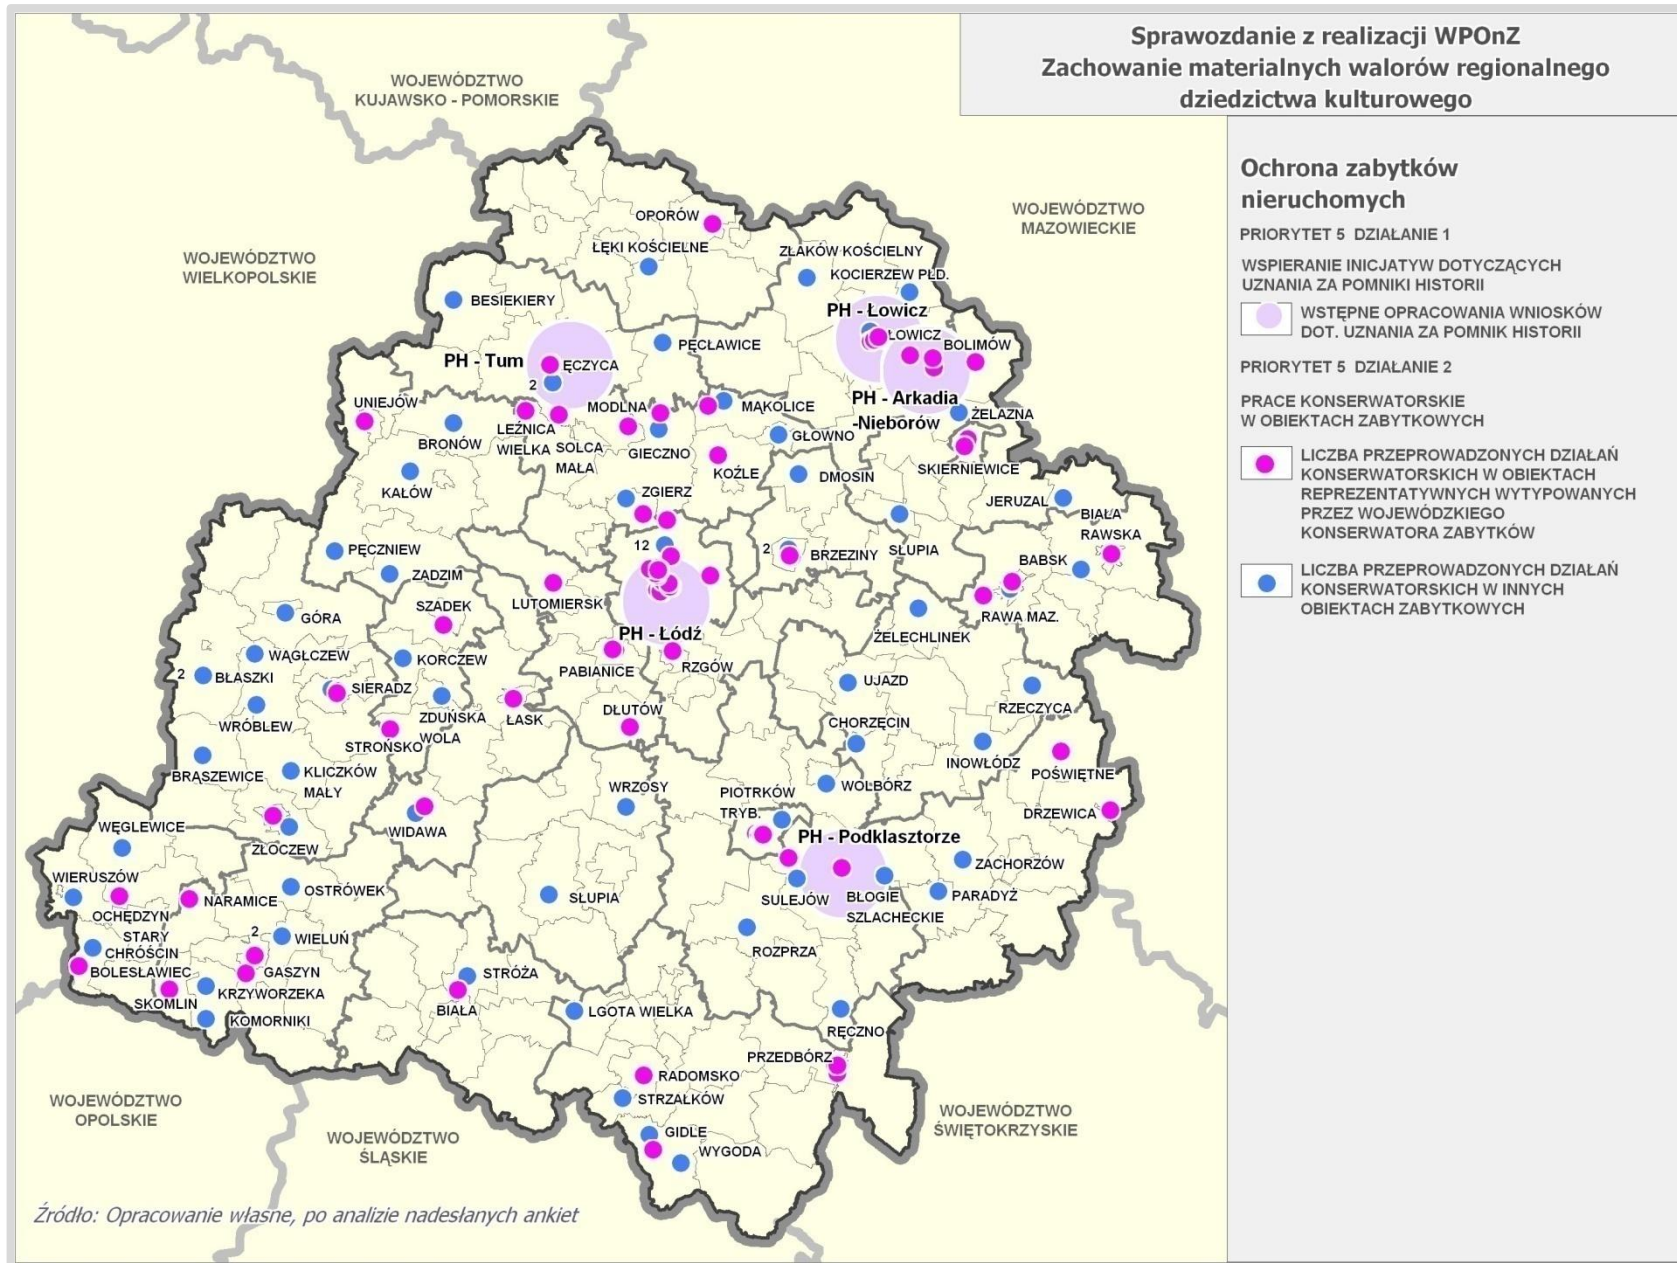 Sprawozdanie z realizacji WPOnZ
Zachowanie materialnych walorów regionalnego
dziedzictwa kulturowego
Ochrona zabytków
nieruchomych
PRIORYTET 5 DZIAŁANIE 1
WSPIERANIE INICJATYW DOTYCZĄCYCH
UZNANIA ZA POMNIKI HISTORII
WSTĘPNE OPRACOWANIA WNIOSKÓW
DOT. UZNANIA ZA POMNIK HISTORII
PRIORYTET 5 DZIAŁANIE 2
PRACE KONSERWATORSKIE
W OBIEKTACH ZABYTKOWYCH
LICZBA PRZEPROWADZONYCH DZIAŁAŃ
KONSERWATORSKICH W OBIEKTACH
REPREZENTATYWNYCH WYTYPOWANYCH
PRZEZ WOJEWÓDZKIEGO
KONSERWATORA ZABYTKÓW
LICZBA PRZEPROWADZONYCH DZIAŁAŃ
KONSERWATORSKICH W INNYCH
OBIEKTACH ZABYTKOWYCH
WOJEWÓDZTWO
KUJAWSKO - POMORSKIE
WOJEWÓDZTWO
MAZOWIECKIE
WOJEWÓDZTWO
WIELKOPOLSKIE
OPORÓW
ŁĘKI KOŚCIELNE
ZŁAKÓW KOŚCIELNY
KOCIERZEW PŁD.
BESIEKIERY
PH - Łowicz
ŁOWICZ
BOLIMÓW
PĘCŁAWICE
PH - Tum
ĘCZYCA
2
PH - Arkadia
-Nieborów
UNIEJÓW
MODLNA
MĄKOLICE
ŻELAZNA
BRONÓW
LEŹNICA
WIELKA
SOLCA
MAŁA
GIECZNO
GŁOWNO
KOŹLE
SKIERNIEWICE
KAŁÓW
DMOSIN
ZGIERZ
JERUZAL
BIAŁA
RAWSKA
12
2
BRZEZINY
SŁUPIA
BABSK
PĘCZNIEW
ZADZIM
LUTOMIERSK
RAWA MAZ.
GÓRA
SZADEK
ŻELECHLINEK
PH - Łódź
WĄGŁCZEW
KORCZEW
PABIANICE
RZGÓW
2
BŁASZKI
SIERADZ
UJAZD
WRÓBLEW
ZDUŃSKA
WOLA
ŁASK
DŁUTÓW
RZECZYCA
STROŃSKO
CHORZĘCIN
BRĄSZEWICE
KLICZKÓW
MAŁY
INOWŁÓDZ
POŚWIĘTNE
WRZOSY
WOLBÓRZ
PIOTRKÓW
TRYB.
WIDAWA
DRZEWICA
WĘGLEWICE
ZŁOCZEW
PH - Podklasztorze
ZACHORZÓW
WIERUSZÓW
OSTRÓWEK
OCHĘDZYN
STARY
NARAMICE
SŁUPIA
SULEJÓW
BŁOGIE
SZLACHECKIE
PARADYŻ
2
WIELUŃ
CHRÓŚCIN
BOLESŁAWIEC
ROZPRZA
GASZYN
STRÓŻA
SKOMLIN
KRZYWORZEKA
BIAŁA
LGOTA WIELKA
KOMORNIKI
RĘCZNO
PRZEDBÓRZ
RADOMSKO
STRZAŁKÓW
WOJEWÓDZTWO
OPOLSKIE
WOJEWÓDZTWO
ŚWIĘTOKRZYSKIE
WOJEWÓDZTWO
ŚLĄSKIE
GIDLE
WYGODA
Źródło: Opracowanie własne, po analizie nadesłanych ankiet